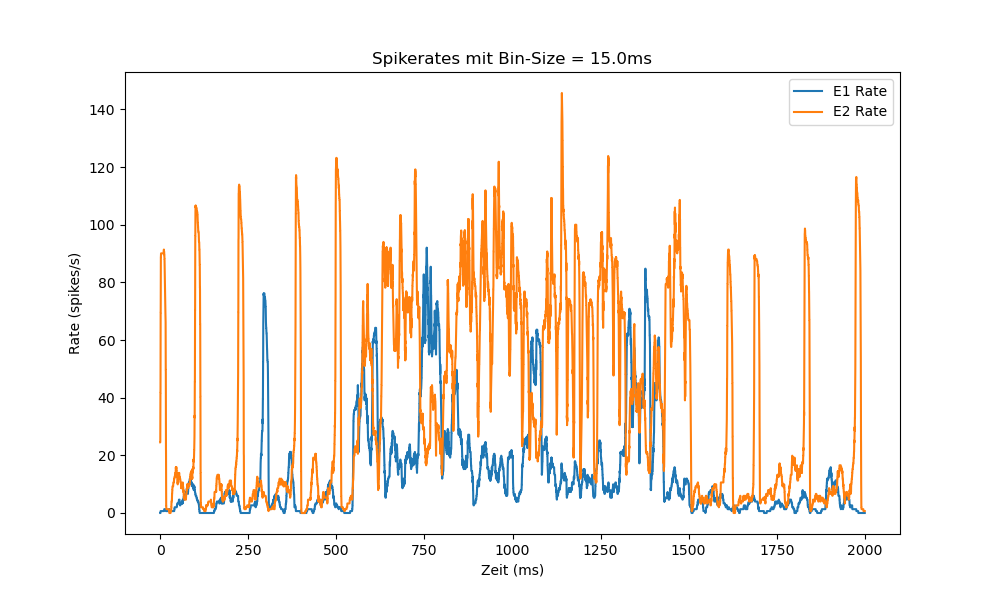 Spikerates mit Bin-Size = 15.0ms
E1 Rate
E2 Rate
Rate (spikes/s)
140
120
100
80
60
40
20
0
0 250 500 750 1000 1250 1500 1750 2000
Zeit (ms)